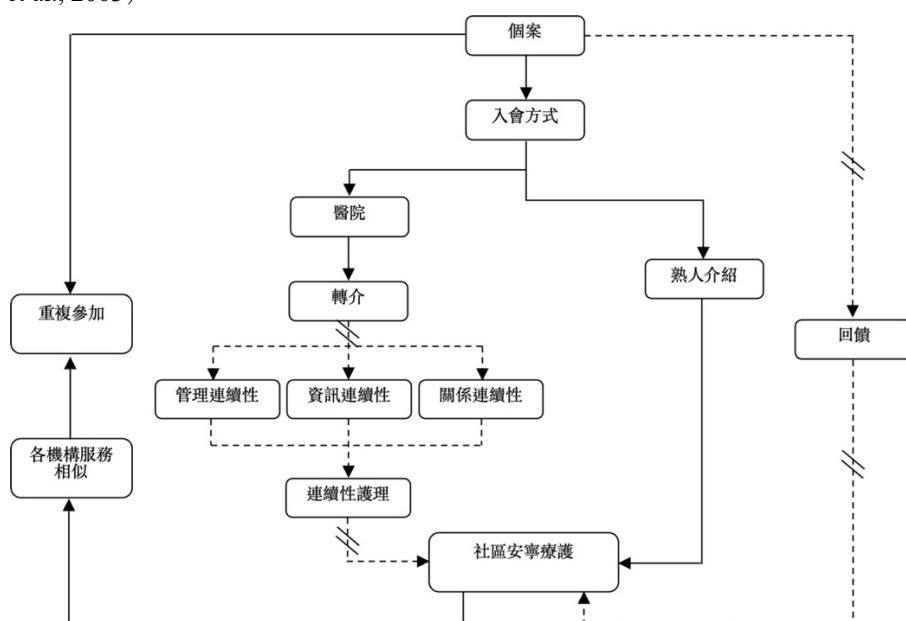 個案
入會方式
醫院
熟人介紹
轉介
重複參加
回饋
管理連續性
資訊連續性
關係連續性
各機構服務
相似
連續性護理
社區安寧療護